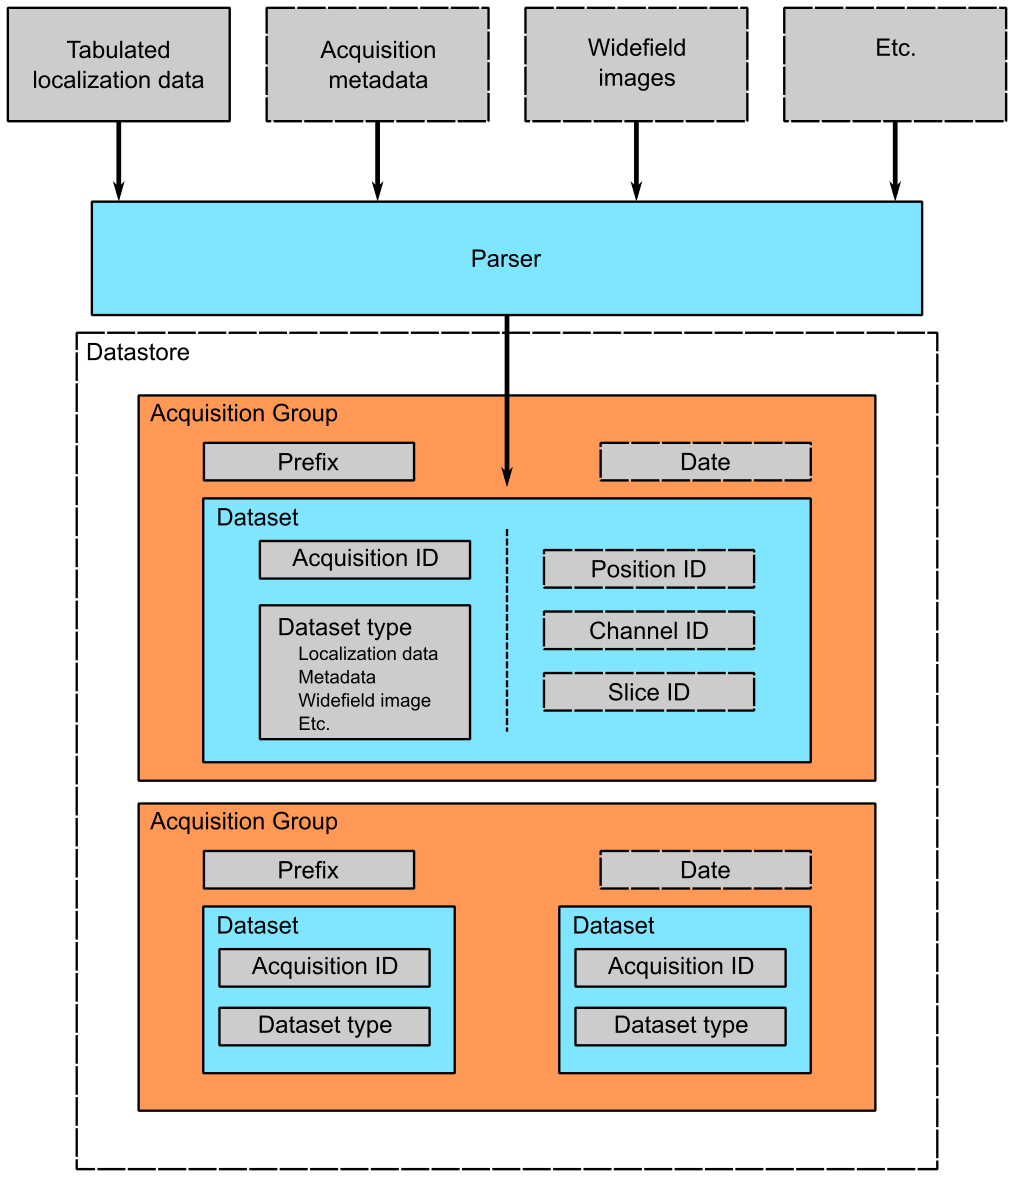 Tabulated
localization data
Acquisition
metadata
Widefield
images
Etc.
Parser
Datastore
Acquisition Group
Prefix
Date
Dataset
Acquisition ID
Dataset type
Localization data
Metadata
Widefield image
Etc.
Position ID
Channel ID
Slice ID
Acquisition Group
Prefix
Date
Dataset
Acquisition ID
Dataset type
Dataset
Acquisition ID
Dataset type